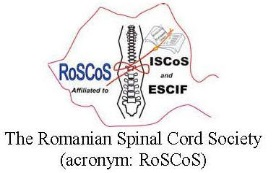 RoSCoS
Affiliated to
ISCoS
and
ESCIF
The Romanian Spinal Cord Society
(acronym: RoSCoS)